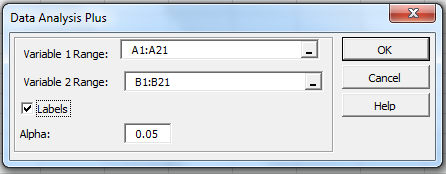 Data Analysis Plus
Variable 1 Range: A1:A21
OK
Variable 2 Range: B1:B21
Cancel
Labels
Help
Alpha: 0.05